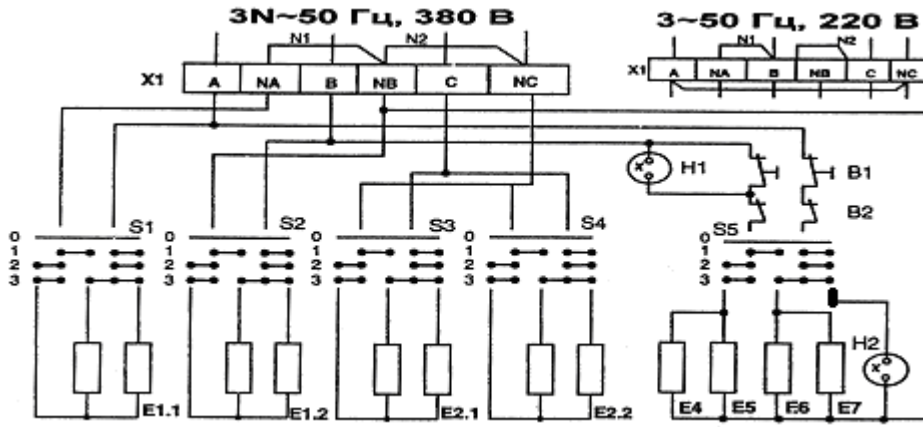 3N~50 Гц, 380 В
3~50 Гц, 220 В
N1 N2
N1 N2
X1 A NA B NB C NC
X1 A NA B NB C NC
H1
B1
B2
S1 S2 S3 S4 S5
0 0 0 0 0
1 1 1 1 1
2 2 2 2 2
3 3 3 3 3
H2
E1.1 E1.2 E2.1 E2.2 E4 E5 E6 E7